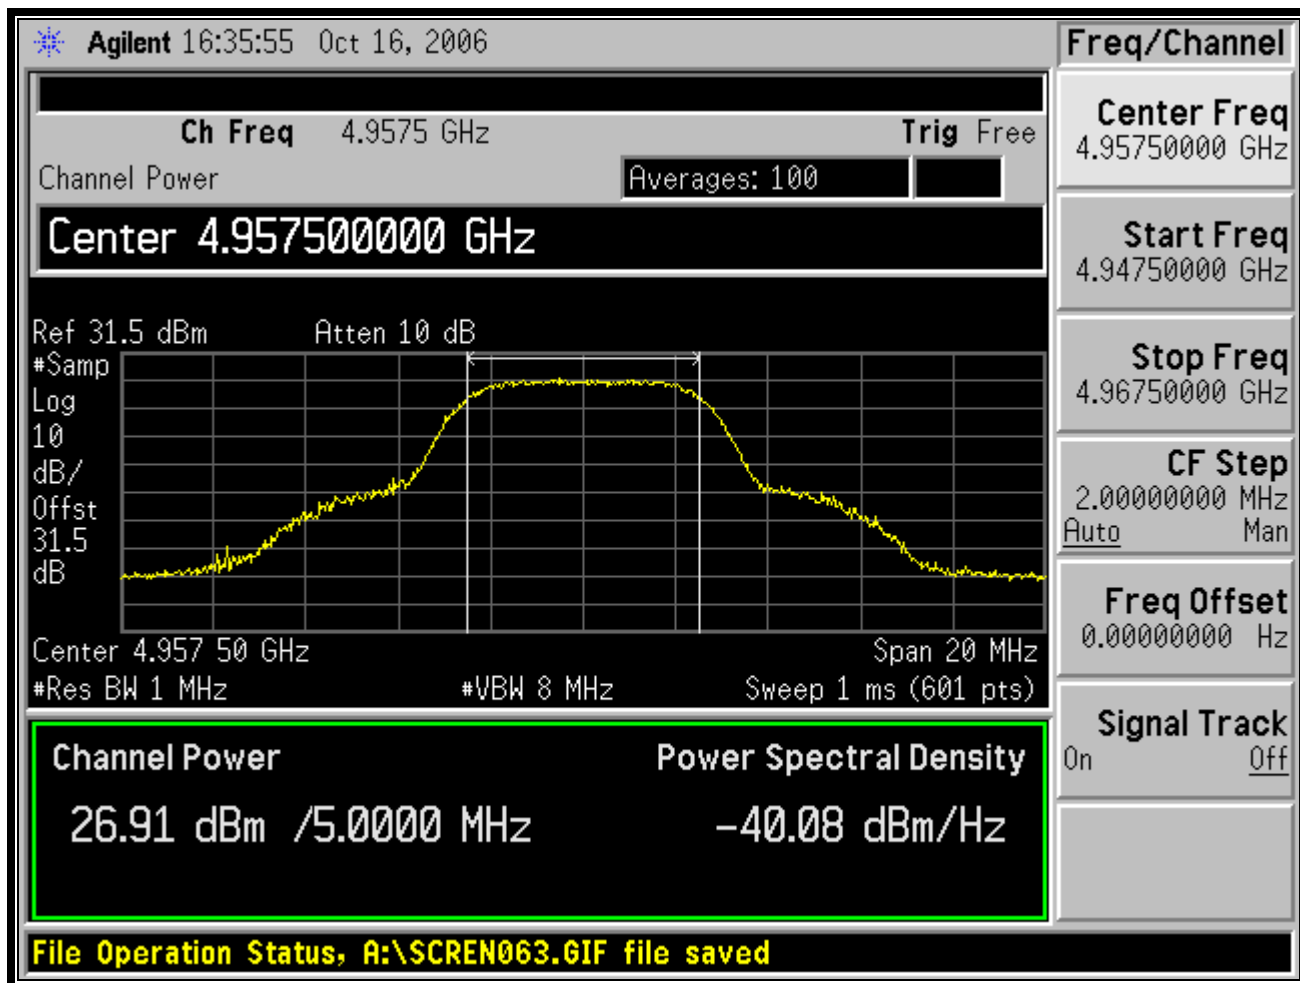 Agilent 16:35:55 Oct 16, 2006
Freq/Channel
Ch Freq 4.9575 GHz Trig Free
Channel Power Averages: 100
Center 4.957500000 GHz
Ref 31.5 dBm Atten 10 dB
#Samp
Log
10
dB/
Offst
31.5
dB
Center 4.957 50 GHz Span 20 MHz
#Res BW 1 MHz #VBW 8 MHz Sweep 1 ms (601 pts)
Channel Power Power Spectral Density
26.91 dBm /5.0000 MHz -40.08 dBm/Hz
Center Freq
4.95750000 GHz
Start Freq
4.94750000 GHz
Stop Freq
4.96750000 GHz
CF Step
2.00000000 MHz
Auto Man
Freq Offset
0.00000000 Hz
Signal Track
On Off
File Operation Status, A:\SCREN063.GIF file saved